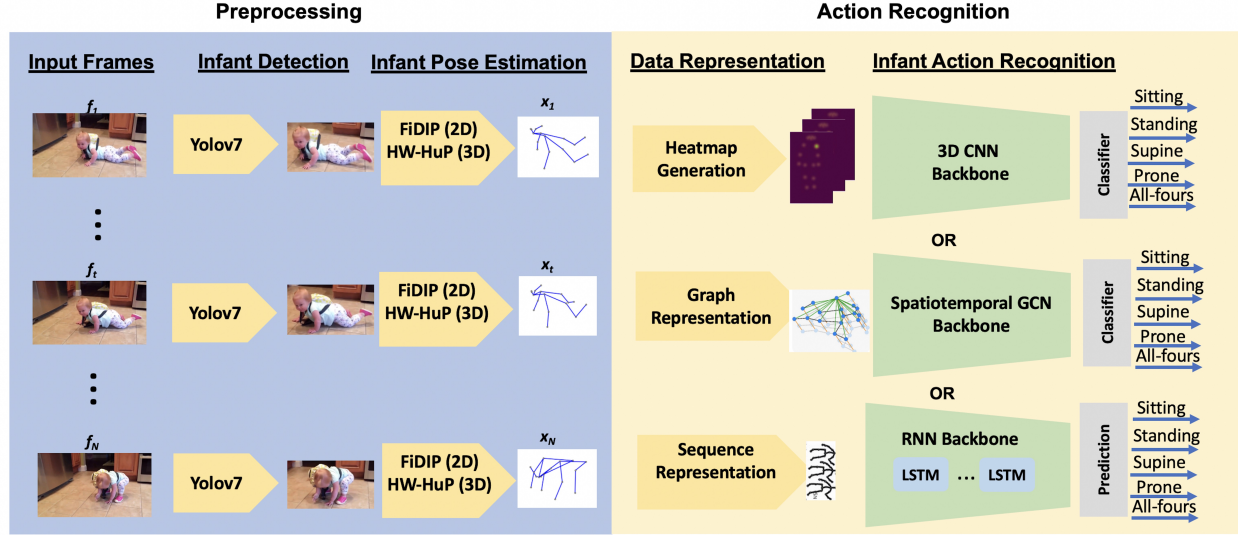 Preprocessing
Action Recognition
Input Frames
Infant Detection
Infant Pose Estimation
Data Representation
Infant Action Recognition
f1
Yolov7
FiDIP (2D)
HW-HuP (3D)
x1
ft
Yolov7
FiDIP (2D)
HW-HuP (3D)
xt
fN
Yolov7
FiDIP (2D)
HW-HuP (3D)
xN
Heatmap
Generation
3D CNN
Backbone
Classifier
Sitting
Standing
Supine
Prone
All-fours
OR
Graph
Representation
Spatiotemporal GCN
Backbone
Classifier
Sitting
Standing
Supine
Prone
All-fours
OR
Sequence
Representation
RNN Backbone
LSTM ... LSTM
Prediction
Sitting
Standing
Supine
Prone
All-fours